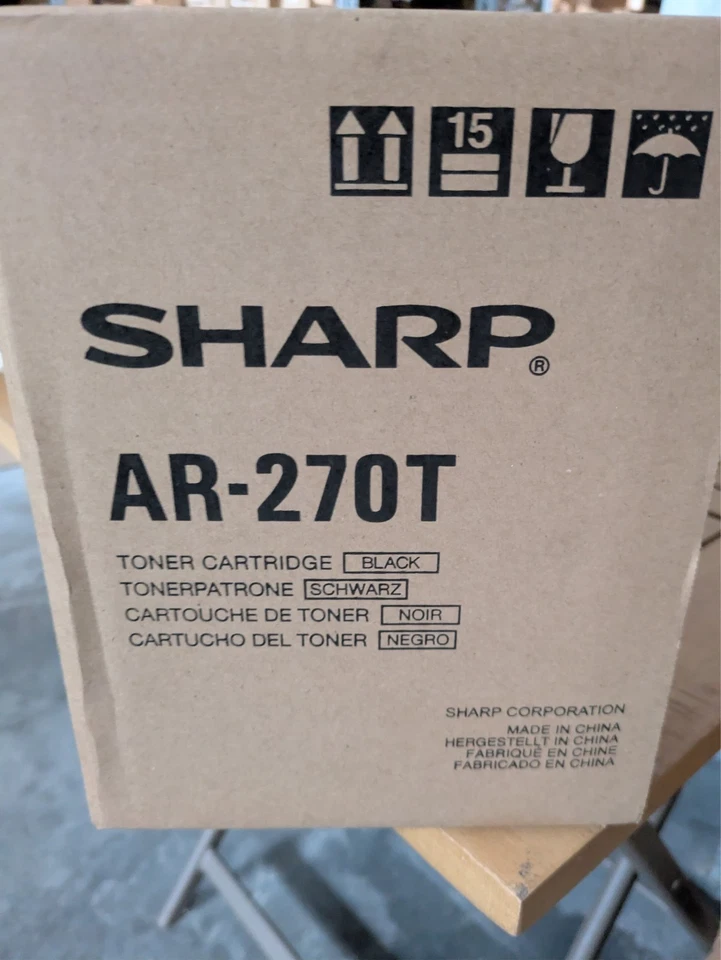 15
SHARP®
AR-270T
TONER CARTRIDGE BLACK
TONERPATRONE SCHWARZ
CARTOUCHE DE TONER NOIR
CARTUCHO DEL TONER NEGRO
SHARP CORPORATION
MADE IN CHINA
HERGESTELLT IN CHINA
FABRIQUÉ EN CHINE
FABRICADO EN CHINA